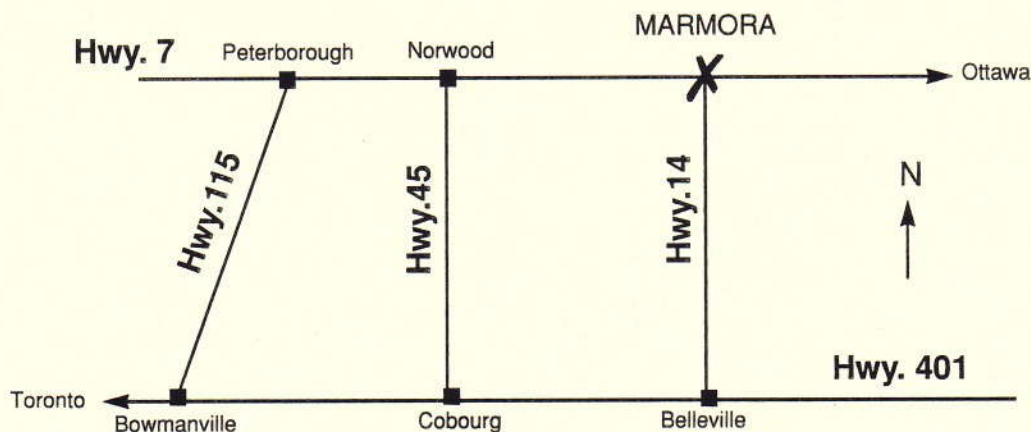 MARMORA
Hwy. 7
Peterborough
Norwood
Ottawa
Hwy.115
Hwy.45
Hwy.14
N
Hwy. 401
Toronto
Bowmanville
Cobourg
Belleville